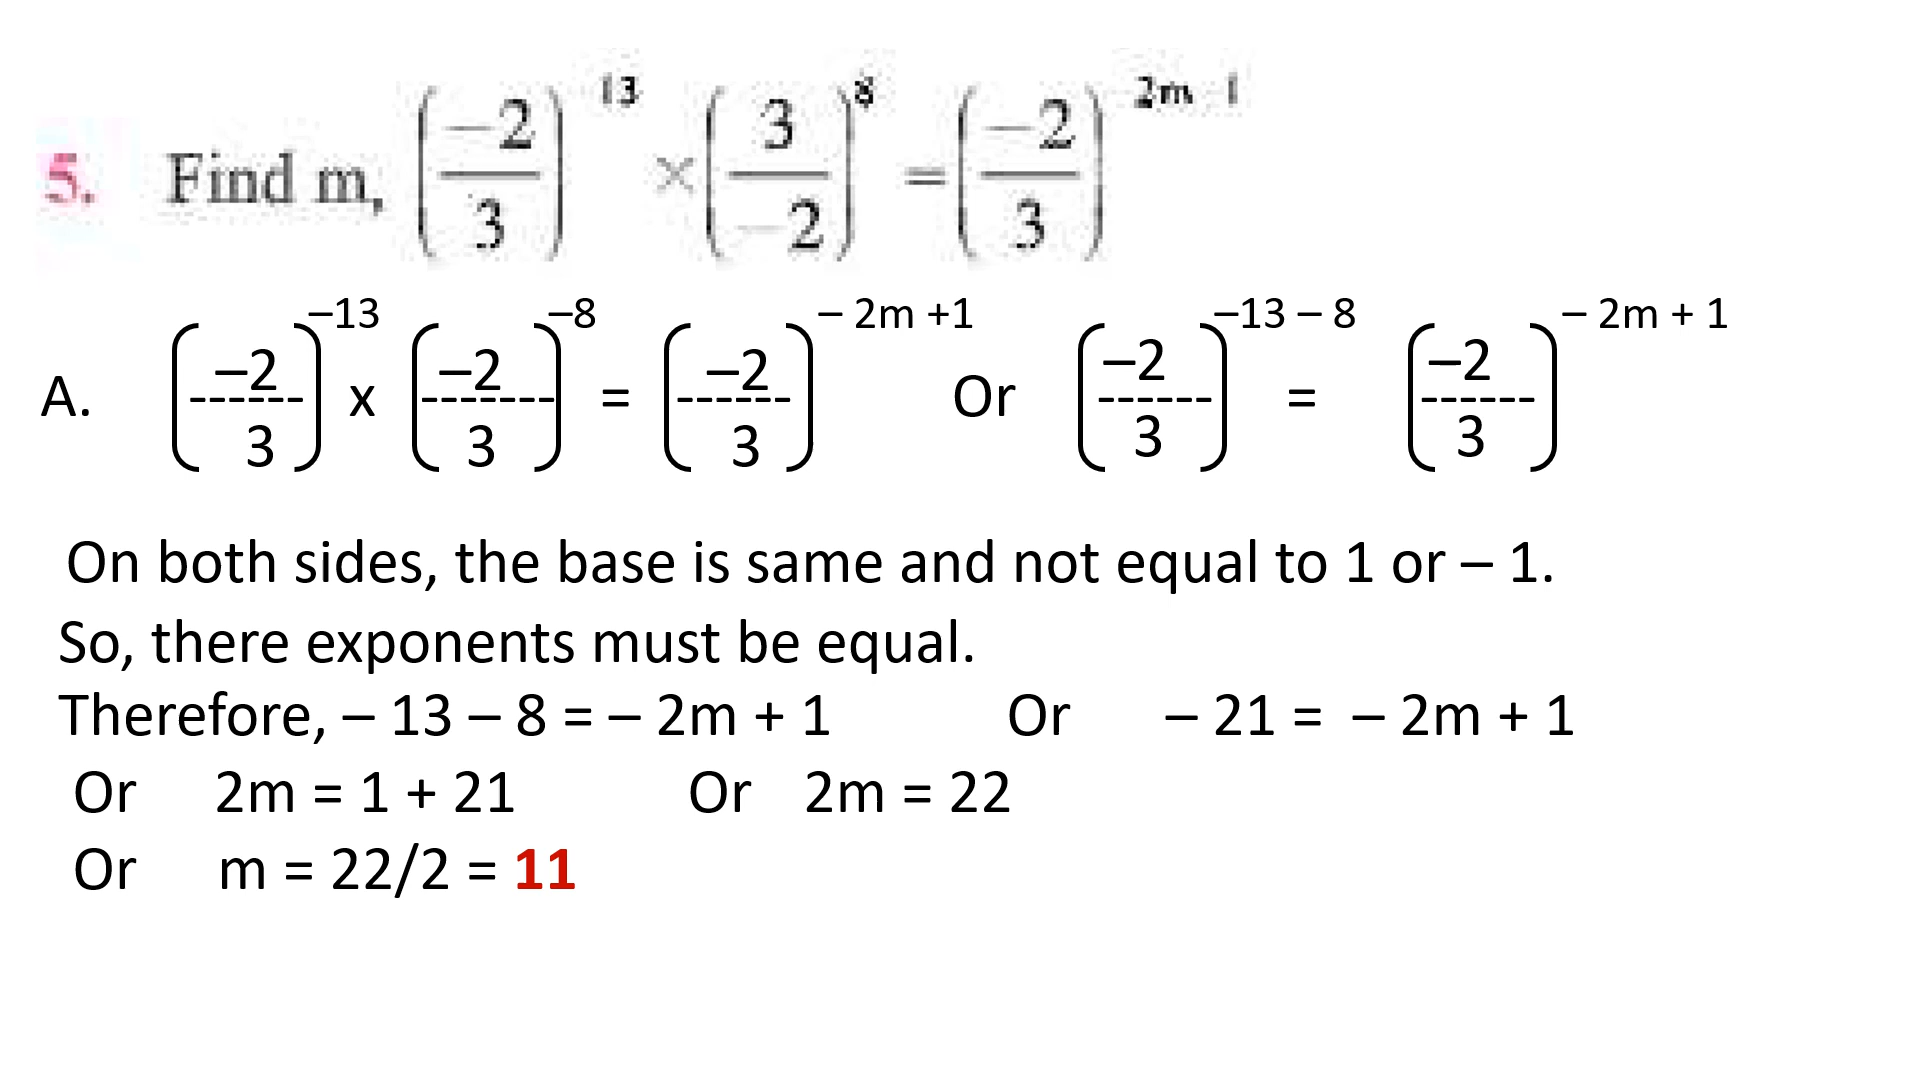 5. Find m, (−2/3)^13 × (3/−2)^8 = (−2/3)^2m 1
A. (–2/3)^–13 x (–2/3)^–8 = (–2/3)^– 2m +1 Or (–2/3)^–13 – 8 = (–2/3)^– 2m + 1
On both sides, the base is same and not equal to 1 or – 1.
So, there exponents must be equal.
Therefore, – 13 – 8 = – 2m + 1 Or – 21 = – 2m + 1
Or 2m = 1 + 21 Or 2m = 22
Or m = 22/2 = 11